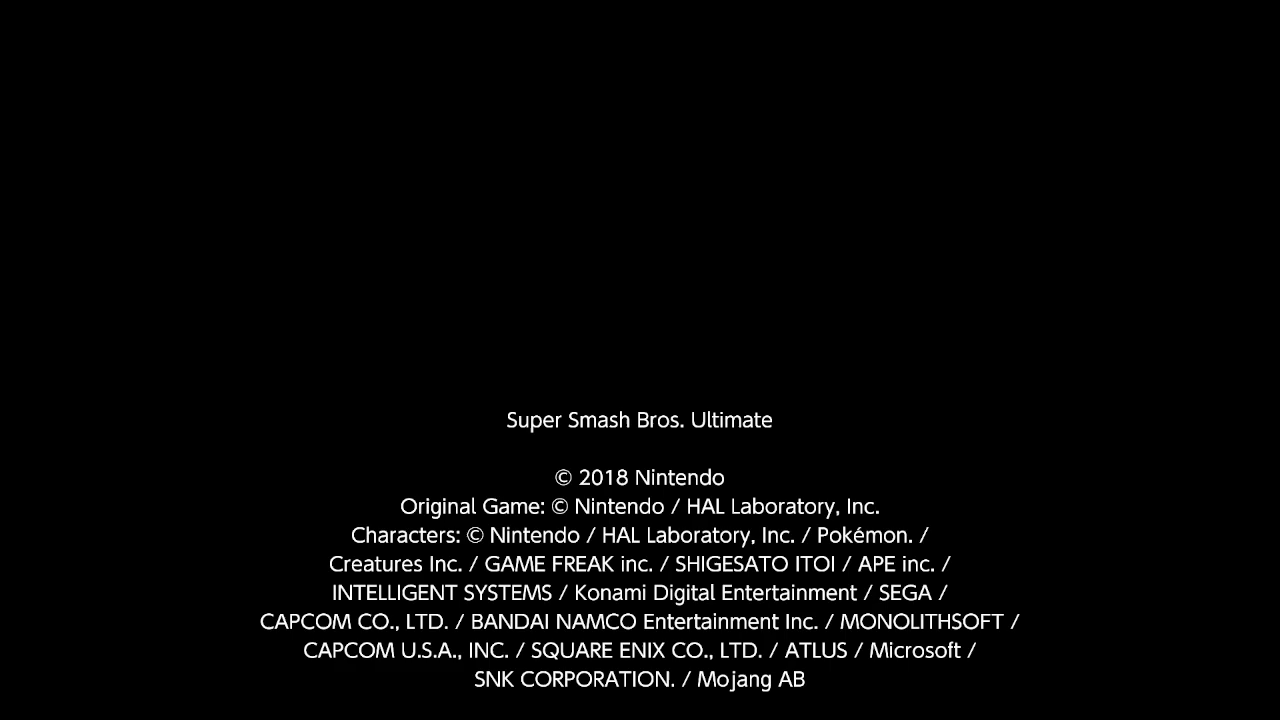 Super Smash Bros. Ultimate
© 2018 Nintendo
Original Game: © Nintendo / HAL Laboratory, Inc.
Characters: © Nintendo / HAL Laboratory, Inc. / Pokémon. /
Creatures Inc. / GAME FREAK inc. / SHIGESATO ITOI / APE inc. /
INTELLIGENT SYSTEMS / Konami Digital Entertainment / SEGA /
CAPCOM CO., LTD. / BANDAI NAMCO Entertainment Inc. / MONOLITHSOFT /
CAPCOM U.S.A., INC. / SQUARE ENIX CO., LTD. / ATLUS / Microsoft /
SNK CORPORATION. / Mojang AB